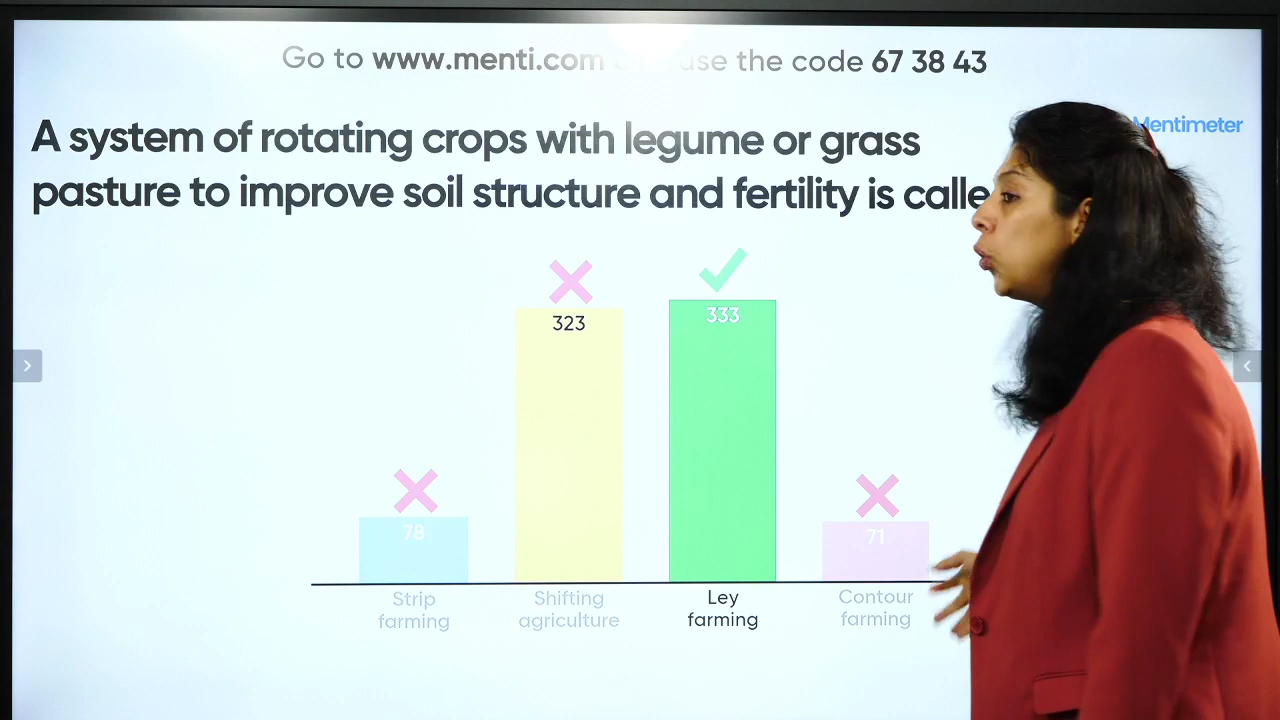 Go to www.menti.com use the code 67 38 43
Mentimeter
A system of rotating crops with legume or grass
pasture to improve soil structure and fertility is calle
323
333
78
71
Strip
farming
Shifting
agriculture
Ley
farming
Contour
farming